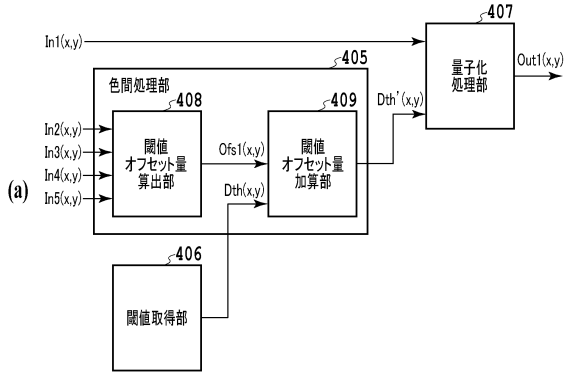 407
In1(x,y)
量子化
処理部
Out1(x,y)
405
色間処理部
408
409
Dth'(x,y)
In2(x,y)
In3(x,y)
In4(x,y)
In5(x,y)
閾値
オフセット量
算出部
Ofs1(x,y)
Dth(x,y)
閾値
オフセット量
加算部
(a)
406
閾値取得部